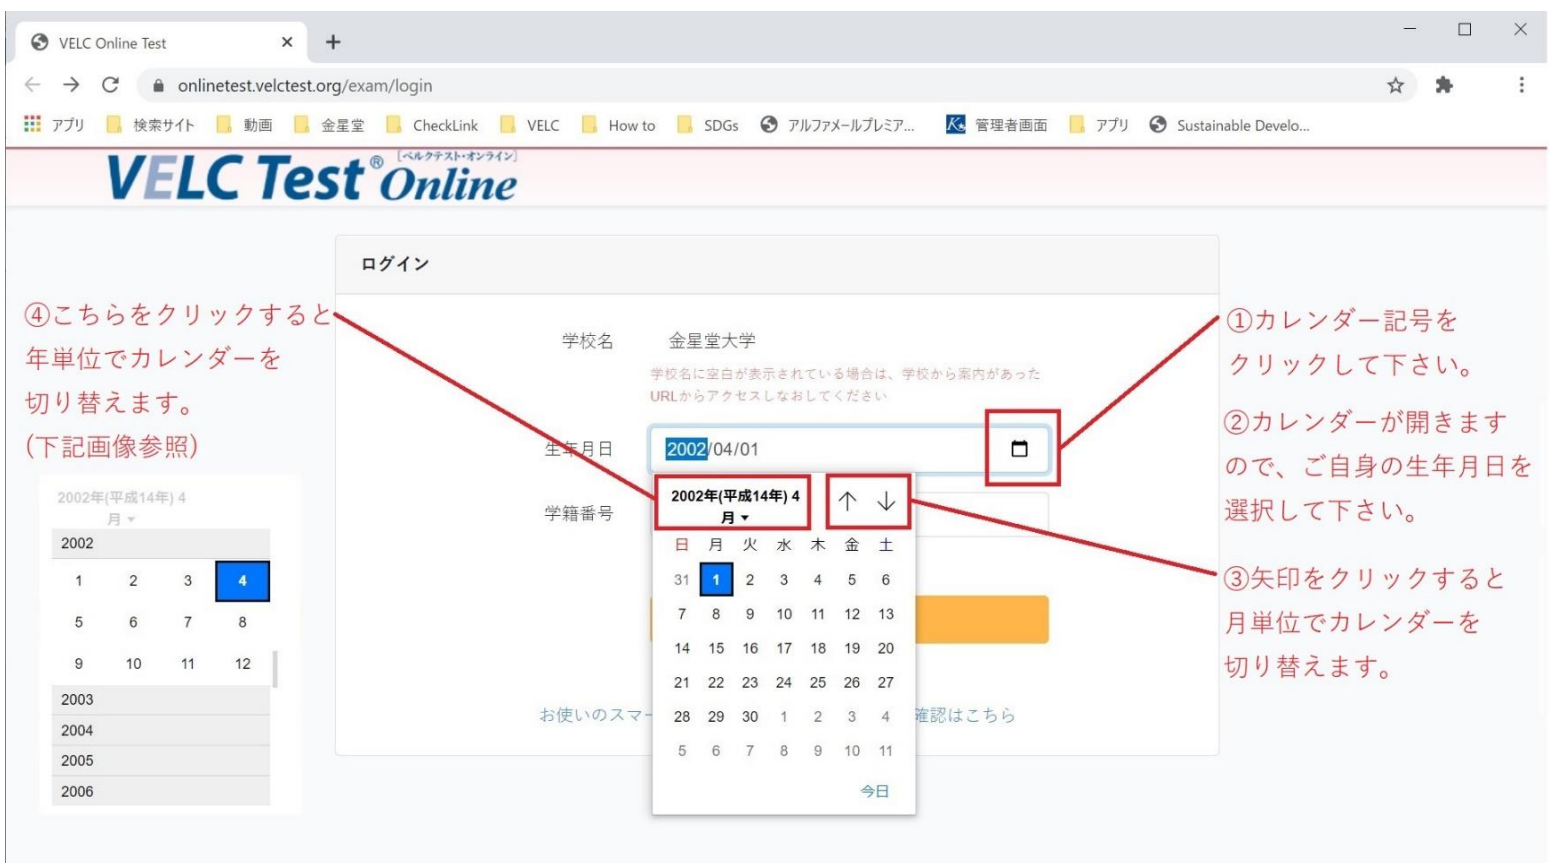 VELC Online Test
onlinetest.velctest.org/exam/login
アプリ 検索サイト 動画 金星堂 CheckLink VELC How to SDGs アルファメールプレミア... 管理者画面 アプリ Sustainable Develo...
VELC Test® Online
[ベルクテスト・オンライン]
ログイン
学校名 金星堂大学
学校名に空白が表示されている場合は、学校から案内があった
URLからアクセスしなおしてください
生年月日 2002/04/01
学籍番号
2002年(平成14年) 4
月▼
↑ ↓
日 月 火 水 木 金 土
31 1 2 3 4 5 6
7 8 9 10 11 12 13
14 15 16 17 18 19 20
21 22 23 24 25 26 27
28 29 30 1 2 3 4
5 6 7 8 9 10 11
今日
お使いのスマー
確認はこちら
④こちらをクリックすると
年単位でカレンダーを
切り替えます。
(下記画像参照)
2002年(平成14年) 4
月▼
2002
1 2 3 4
5 6 7 8
9 10 11 12
2003
2004
2005
2006
①カレンダー記号を
クリックして下さい。
②カレンダーが開きます
ので、ご自身の生年月日を
選択して下さい。
③矢印をクリックすると
月単位でカレンダーを
切り替えます。